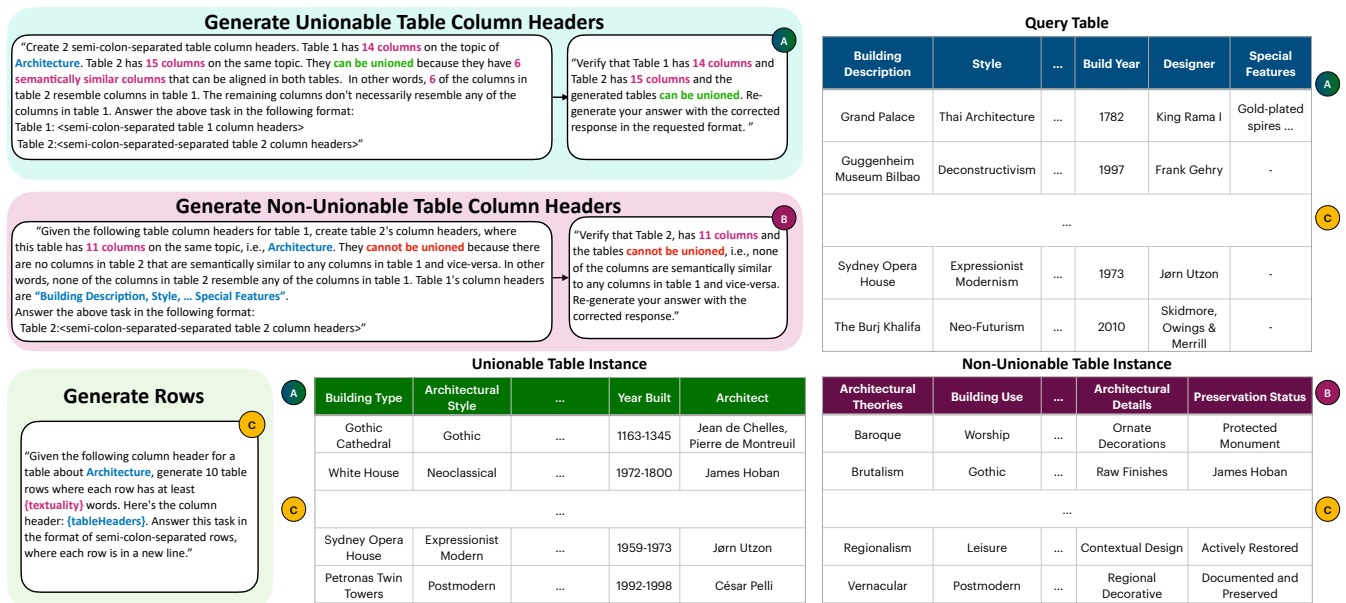 Generate Unionable Table Column Headers
A
“Create 2 semi-colon-separated table column headers. Table 1 has 14 columns on the topic of
Architecture. Table 2 has 15 columns on the same topic. They can be unioned because they have 6
semantically similar columns that can be aligned in both tables. In other words, 6 of the columns in
table 2 resemble columns in table 1. The remaining columns don't necessarily resemble any of the
columns in table 1. Answer the above task in the following format:
Table 1: <semi-colon-separated table 1 column headers>
Table 2:<semi-colon-separated-separated table 2 column headers>”
“Verify that Table 1 has 14 columns and
Table 2 has 15 columns and the
generated tables can be unioned. Re-
generate your answer with the corrected
response in the requested format. ”
Generate Non-Unionable Table Column Headers
B
“Given the following table column headers for table 1, create table 2's column headers, where
this table has 11 columns on the same topic, i.e., Architecture. They cannot be unioned because there
are no columns in table 2 that are semantically similar to any columns in table 1 and vice-versa. In other
words, none of the columns in table 2 resemble any of the columns in table 1. Table 1's column headers
are “Building Description, Style, ... Special Features”.
Answer the above task in the following format:
Table 2:<semi-colon-separated-separated table 2 column headers>”
“Verify that Table 2, has 11 columns and
the tables cannot be unioned, i.e., none
of the columns are semantically similar
to any columns in table 1 and vice-versa.
Re-generate your answer with the
corrected response.”
Generate Rows
C
“Given the following column header for a
table about Architecture, generate 10 table
rows where each row has at least
{textuality} words. Here's the column
header: {tableHeaders}. Answer this task in
the format of semi-colon-separated rows,
where each row is in a new line.”
Query Table
Building Description Style ... Build Year Designer Special Features
A
Grand Palace Thai Architecture ... 1782 King Rama I Gold-plated spires ...
Guggenheim Museum Bilbao Deconstructivism ... 1997 Frank Gehry -
...
C
Sydney Opera House Expressionist Modernism ... 1973 Jørn Utzon -
The Burj Khalifa Neo-Futurism ... 2010 Skidmore, Owings & Merrill -
Unionable Table Instance
A
Building Type Architectural Style ... Year Built Architect
Gothic Cathedral Gothic ... 1163-1345 Jean de Chelles, Pierre de Montreuil
White House Neoclassical ... 1972-1800 James Hoban
C
...
Sydney Opera House Expressionist Modern ... 1959-1973 Jørn Utzon
Petronas Twin Towers Postmodern ... 1992-1998 César Pelli
Non-Unionable Table Instance
Architectural Theories Building Use ... Architectural Details Preservation Status
B
Baroque Worship ... Ornate Decorations Protected Monument
Brutalism Gothic ... Raw Finishes James Hoban
...
C
Regionalism Leisure ... Contextual Design Actively Restored
Vernacular Postmodern ... Regional Decorative Documented and Preserved